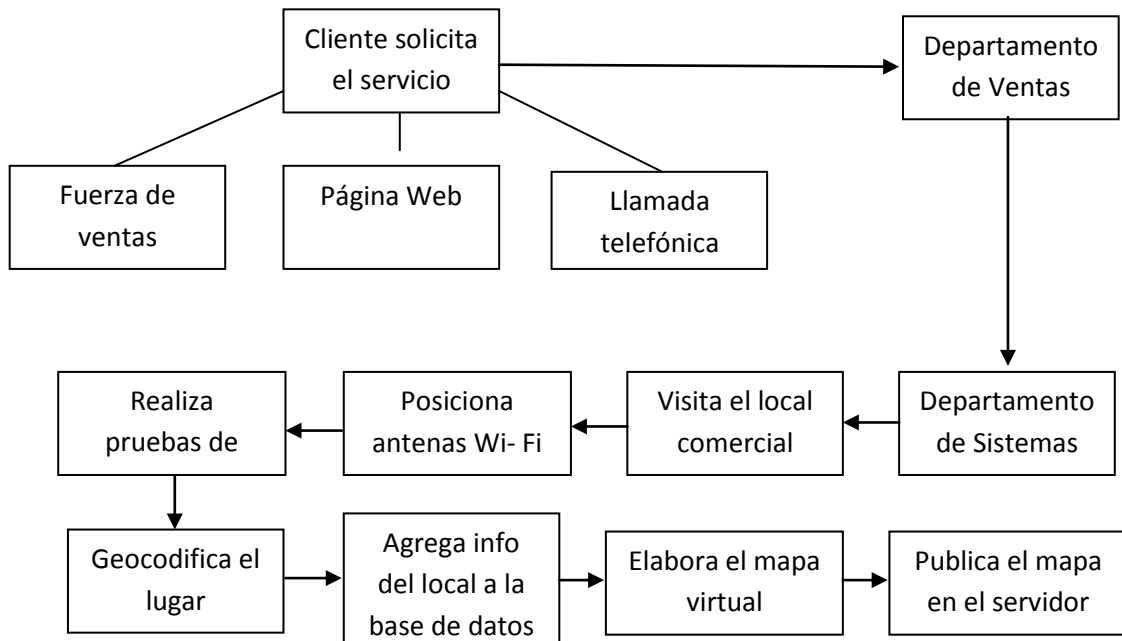 Cliente solicita
el servicio
Departamento
de Ventas
Fuerza de
ventas
Página Web
Llamada
telefónica
Departamento
de Sistemas
Visita el local
comercial
Posiciona
antenas Wi- Fi
Realiza
pruebas de
Geocodifica el
lugar
Agrega info
del local a la
base de datos
Elabora el mapa
virtual
Publica el mapa
en el servidor